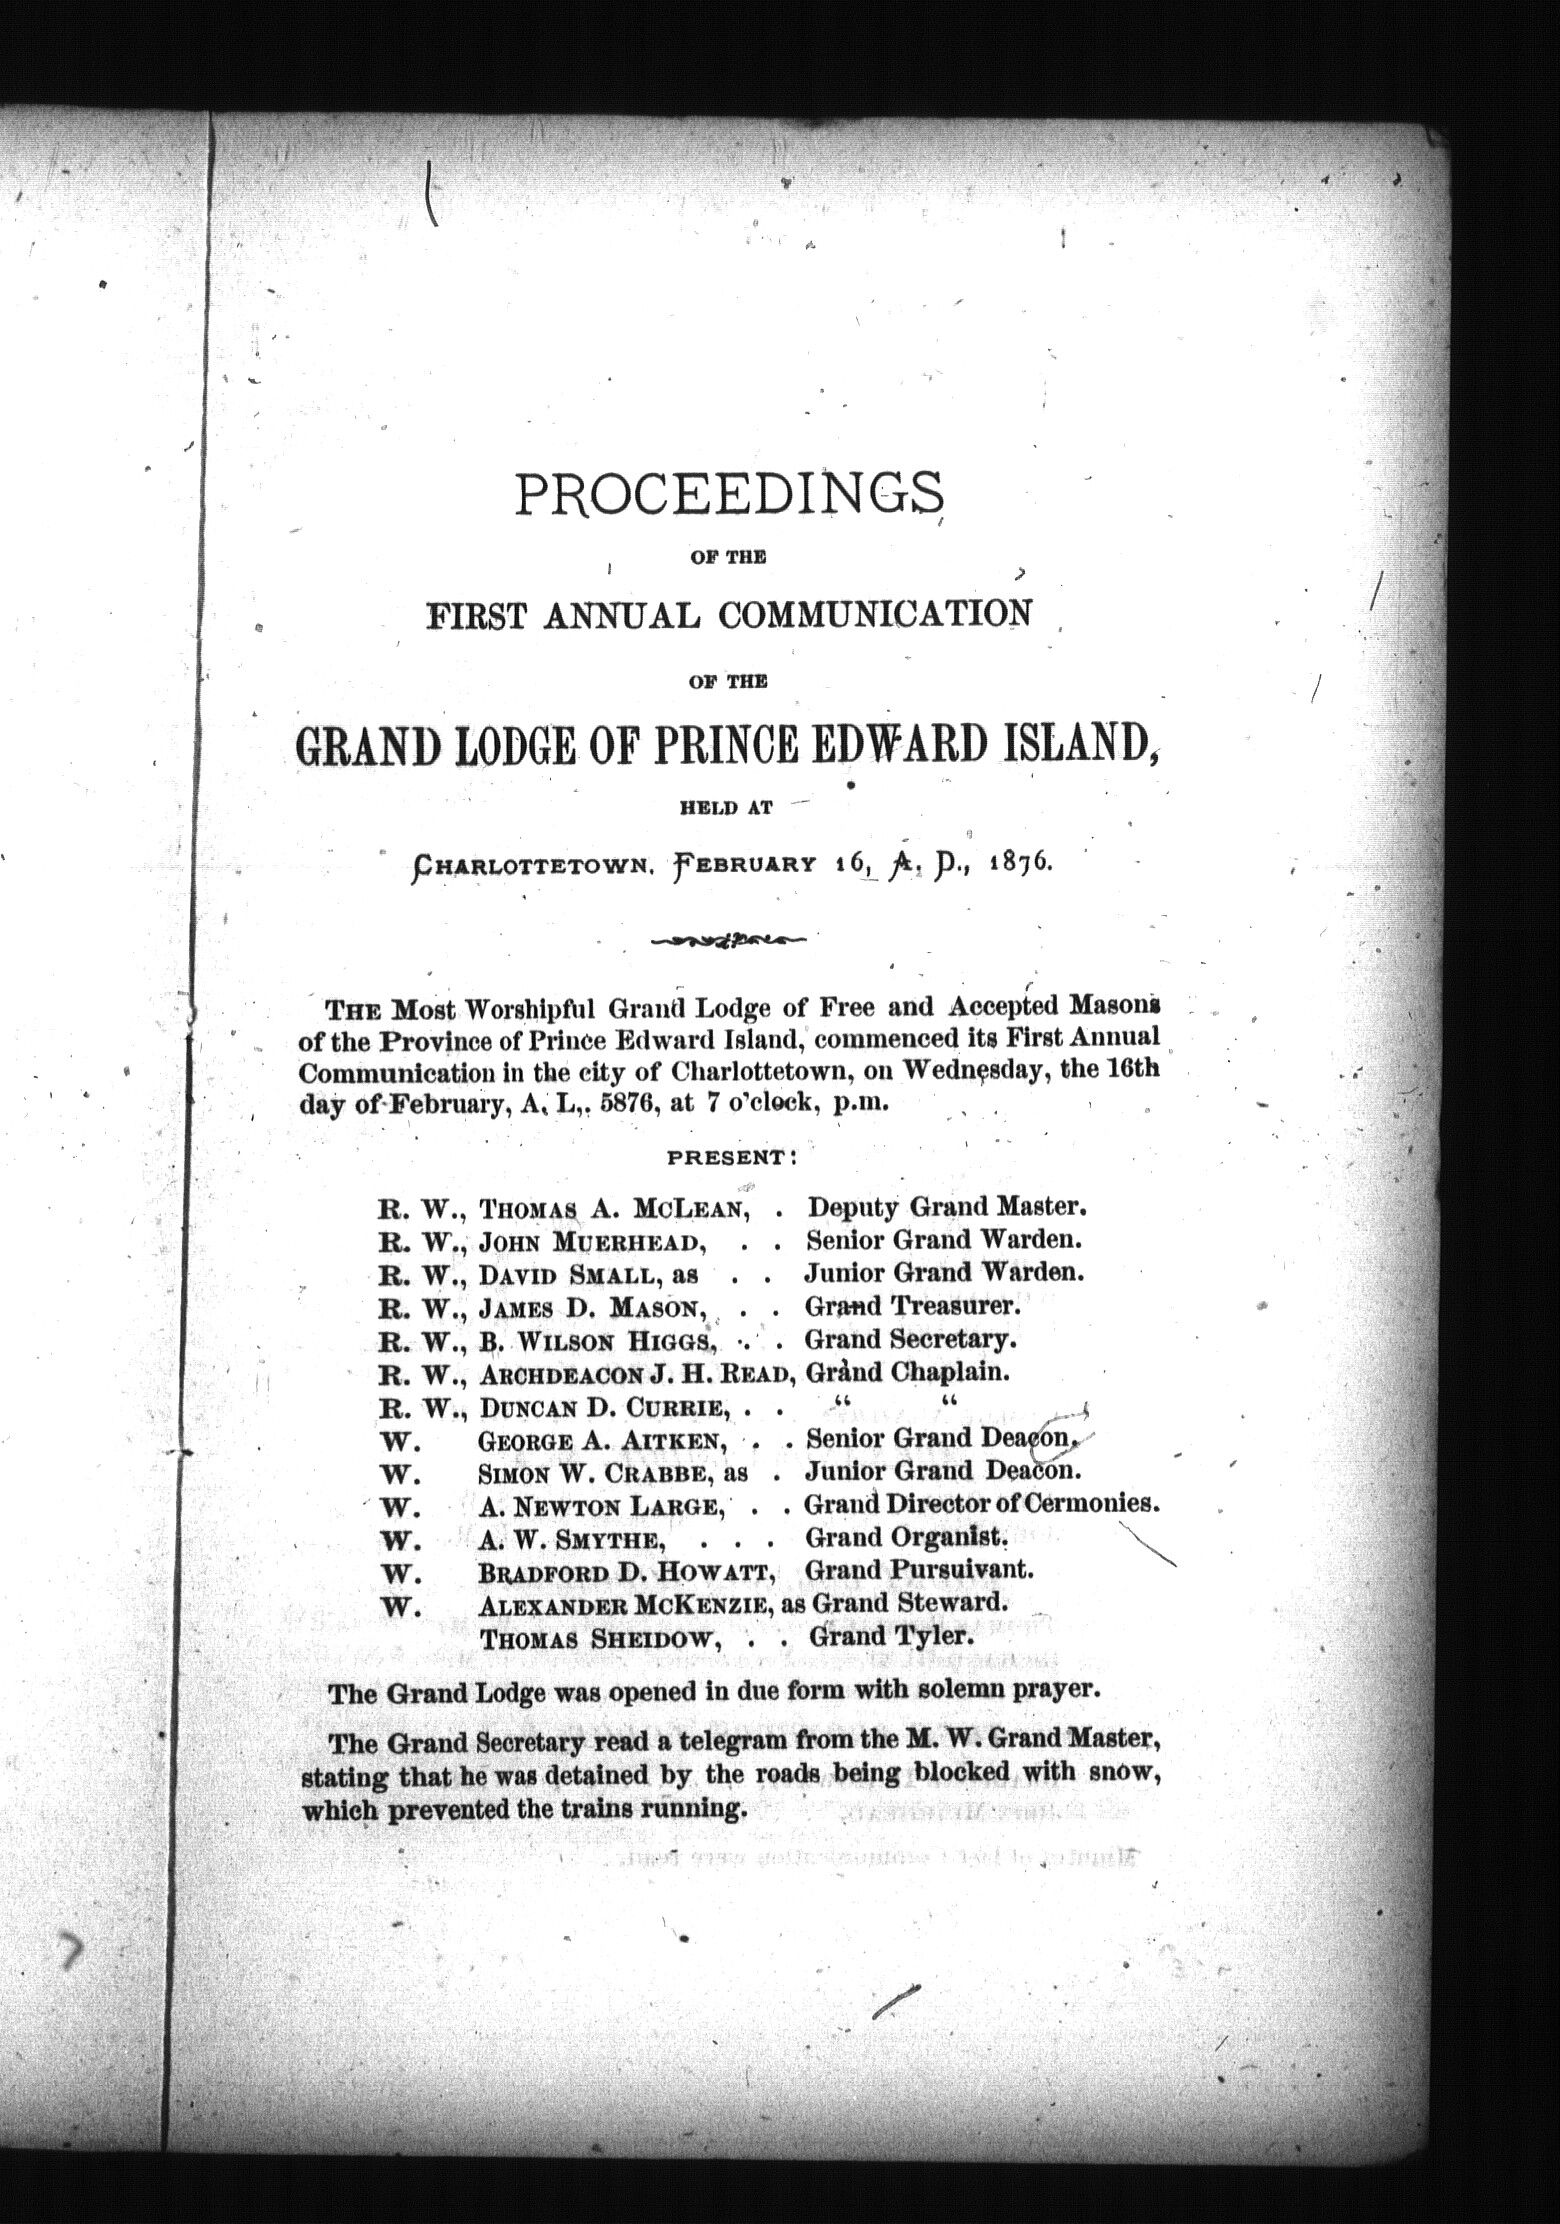 PROCEEDINGS
OF THE
FIRST ANNUAL COMMUNICATION
OF THE
GRAND LODGE OF PRINCE EDWARD ISLAND,
HELD AT
CHARLOTTETOWN, FEBRUARY 16, A. D., 1876.
THE Most Worshipful Grand Lodge of Free and Accepted Masons
of the Province of Prince Edward Island, commenced its First Annual
Communication in the city of Charlottetown, on Wednesday, the 16th
day of February, A. L,. 5876, at 7 o'clock, p.m.
PRESENT:
R. W., THOMAS A. MCLEAN, . Deputy Grand Master.
R. W., JOHN MUERHEAD, . . Senior Grand Warden.
R. W., DAVID SMALL, as . . Junior Grand Warden.
R. W., JAMES D. MASON, . . Grand Treasurer.
R. W., B. WILSON HIGGS, . . Grand Secretary.
R. W., ARCHDEACON J. H. READ, Grand Chaplain.
R. W., DUNCAN D. CURRIE, . . “ “
W. GEORGE A. AITKEN, . . Senior Grand Deacon.
W. SIMON W. CRABBE, as . Junior Grand Deacon.
W. A. NEWTON LARGE, . . Grand Director of Cermonies.
W. A. W. SMYTHE, . . . Grand Organist.
W. BRADFORD D. HOWATT, Grand Pursuivant.
W. ALEXANDER MCKENZIE, as Grand Steward.
THOMAS SHEIDOW, . . Grand Tyler.
The Grand Lodge was opened in due form with solemn prayer.
The Grand Secretary read a telegram from the M. W. Grand Master,
stating that he was detained by the roads being blocked with snow,
which prevented the trains running.